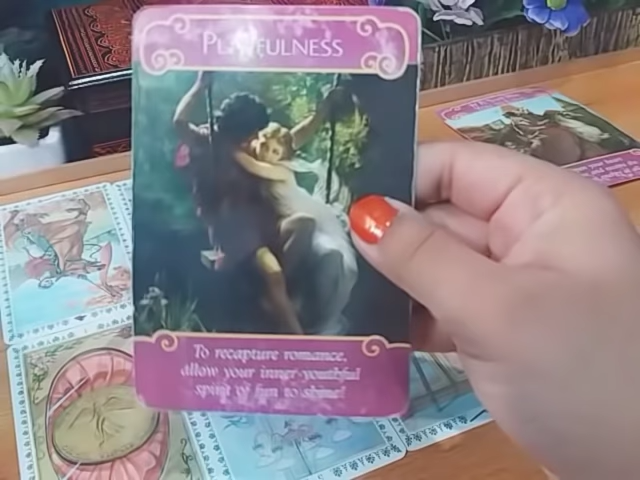 PLAYFULNESS
To recapture romance,
allow your inner youthful
spirit of fun to shine!